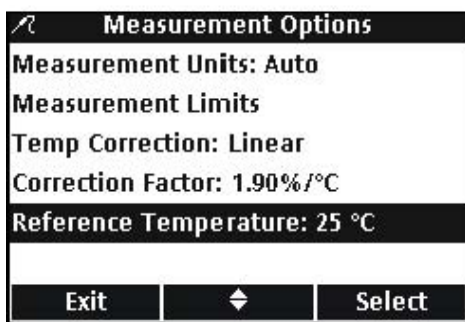 Measurement Options
Measurement Units: Auto
Measurement Limits
Temp Correction: Linear
Correction Factor: 1.90%/°C
Reference Temperature: 25 °C
Exit Select